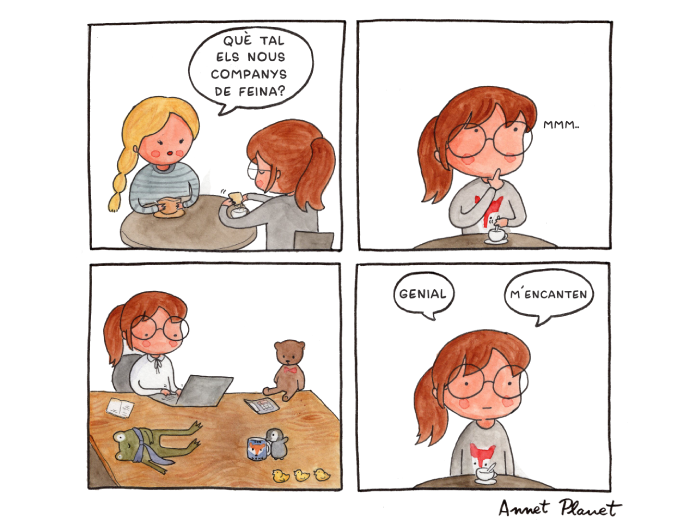 QUÈ TAL
ELS NOUS
COMPANYS
DE FEINA?
MMM..
GENIAL
M'ENCANTEN
Annet Planet